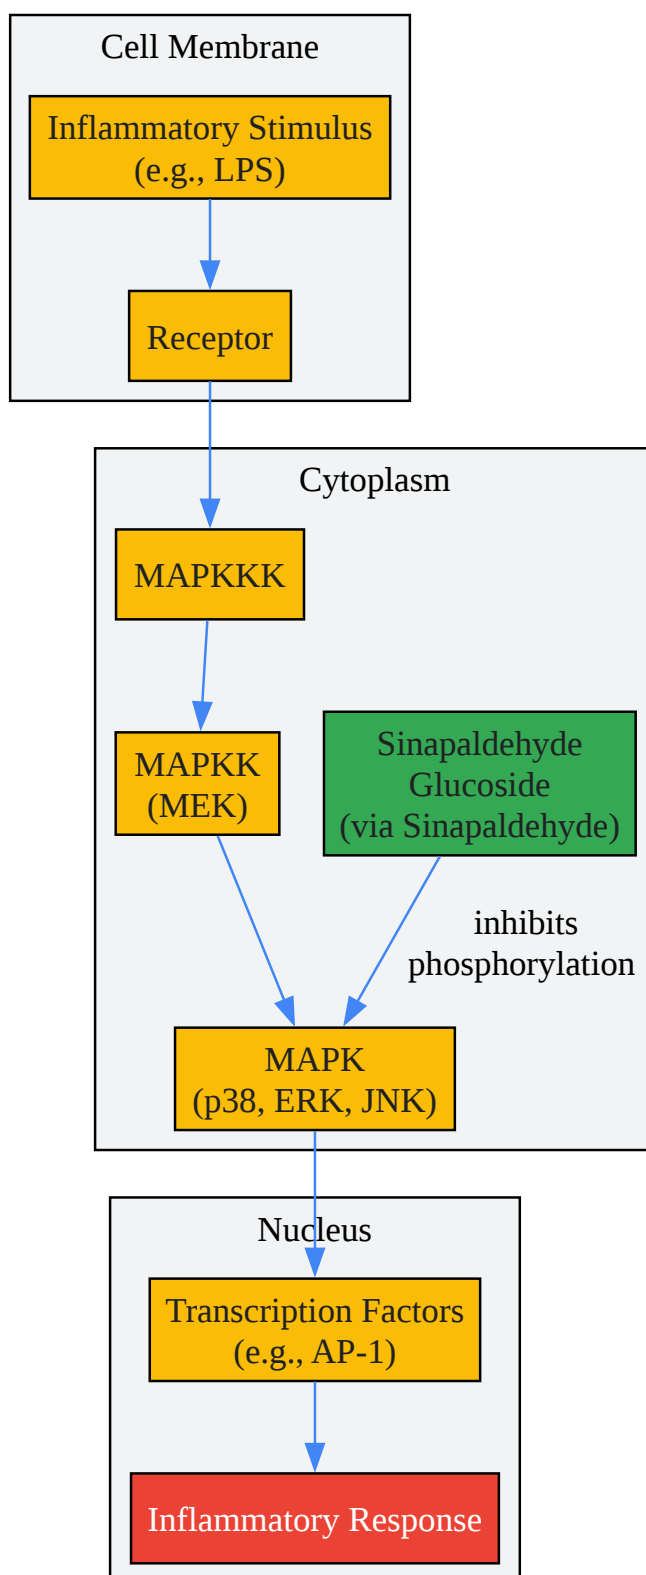 Cell Membrane
Inflammatory Stimulus
(e.g., LPS)
Receptor
Cytoplasm
MAPKKK
MAPKK
(MEK)
Sinapaldehyde
Glucoside
(via Sinapaldehyde)
inhibits
phosphorylation
MAPK
(p38, ERK, JNK)
Nucleus
Transcription Factors
(e.g., AP-1)
Inflammatory Response